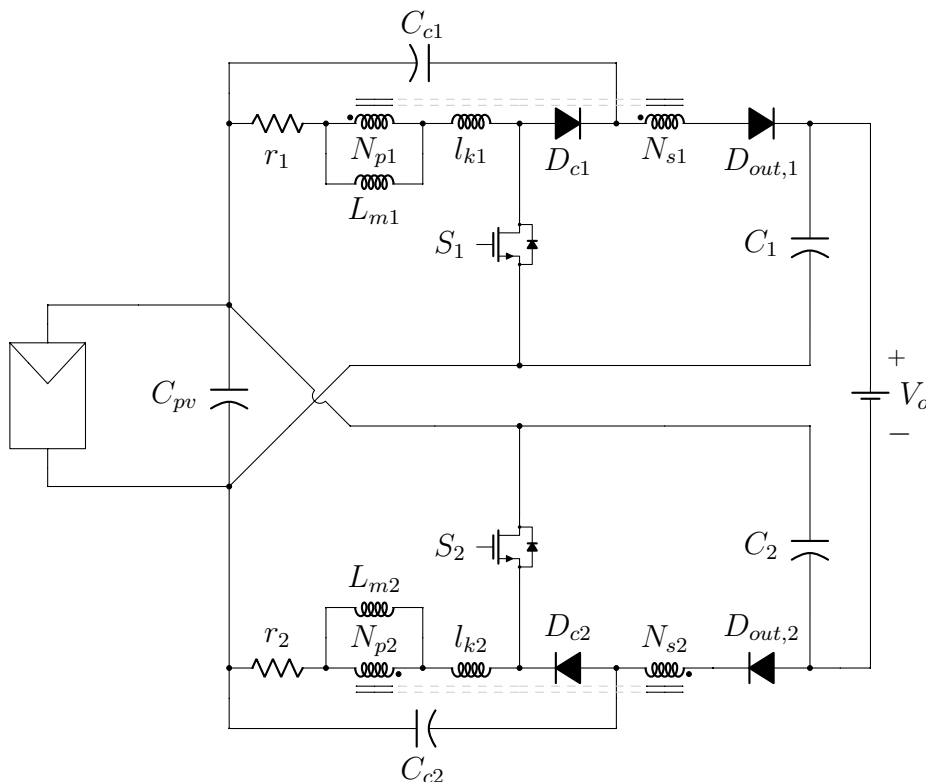 C_{c1}
r_1
N_{p1}
l_{k1}
D_{c1}
N_{s1}
D_{out,1}
L_{m1}
S_1
C_1
C_{pv}
+
V_o
−
S_2
C_2
L_{m2}
r_2
N_{p2}
l_{k2}
D_{c2}
N_{s2}
D_{out,2}
C_{c2}